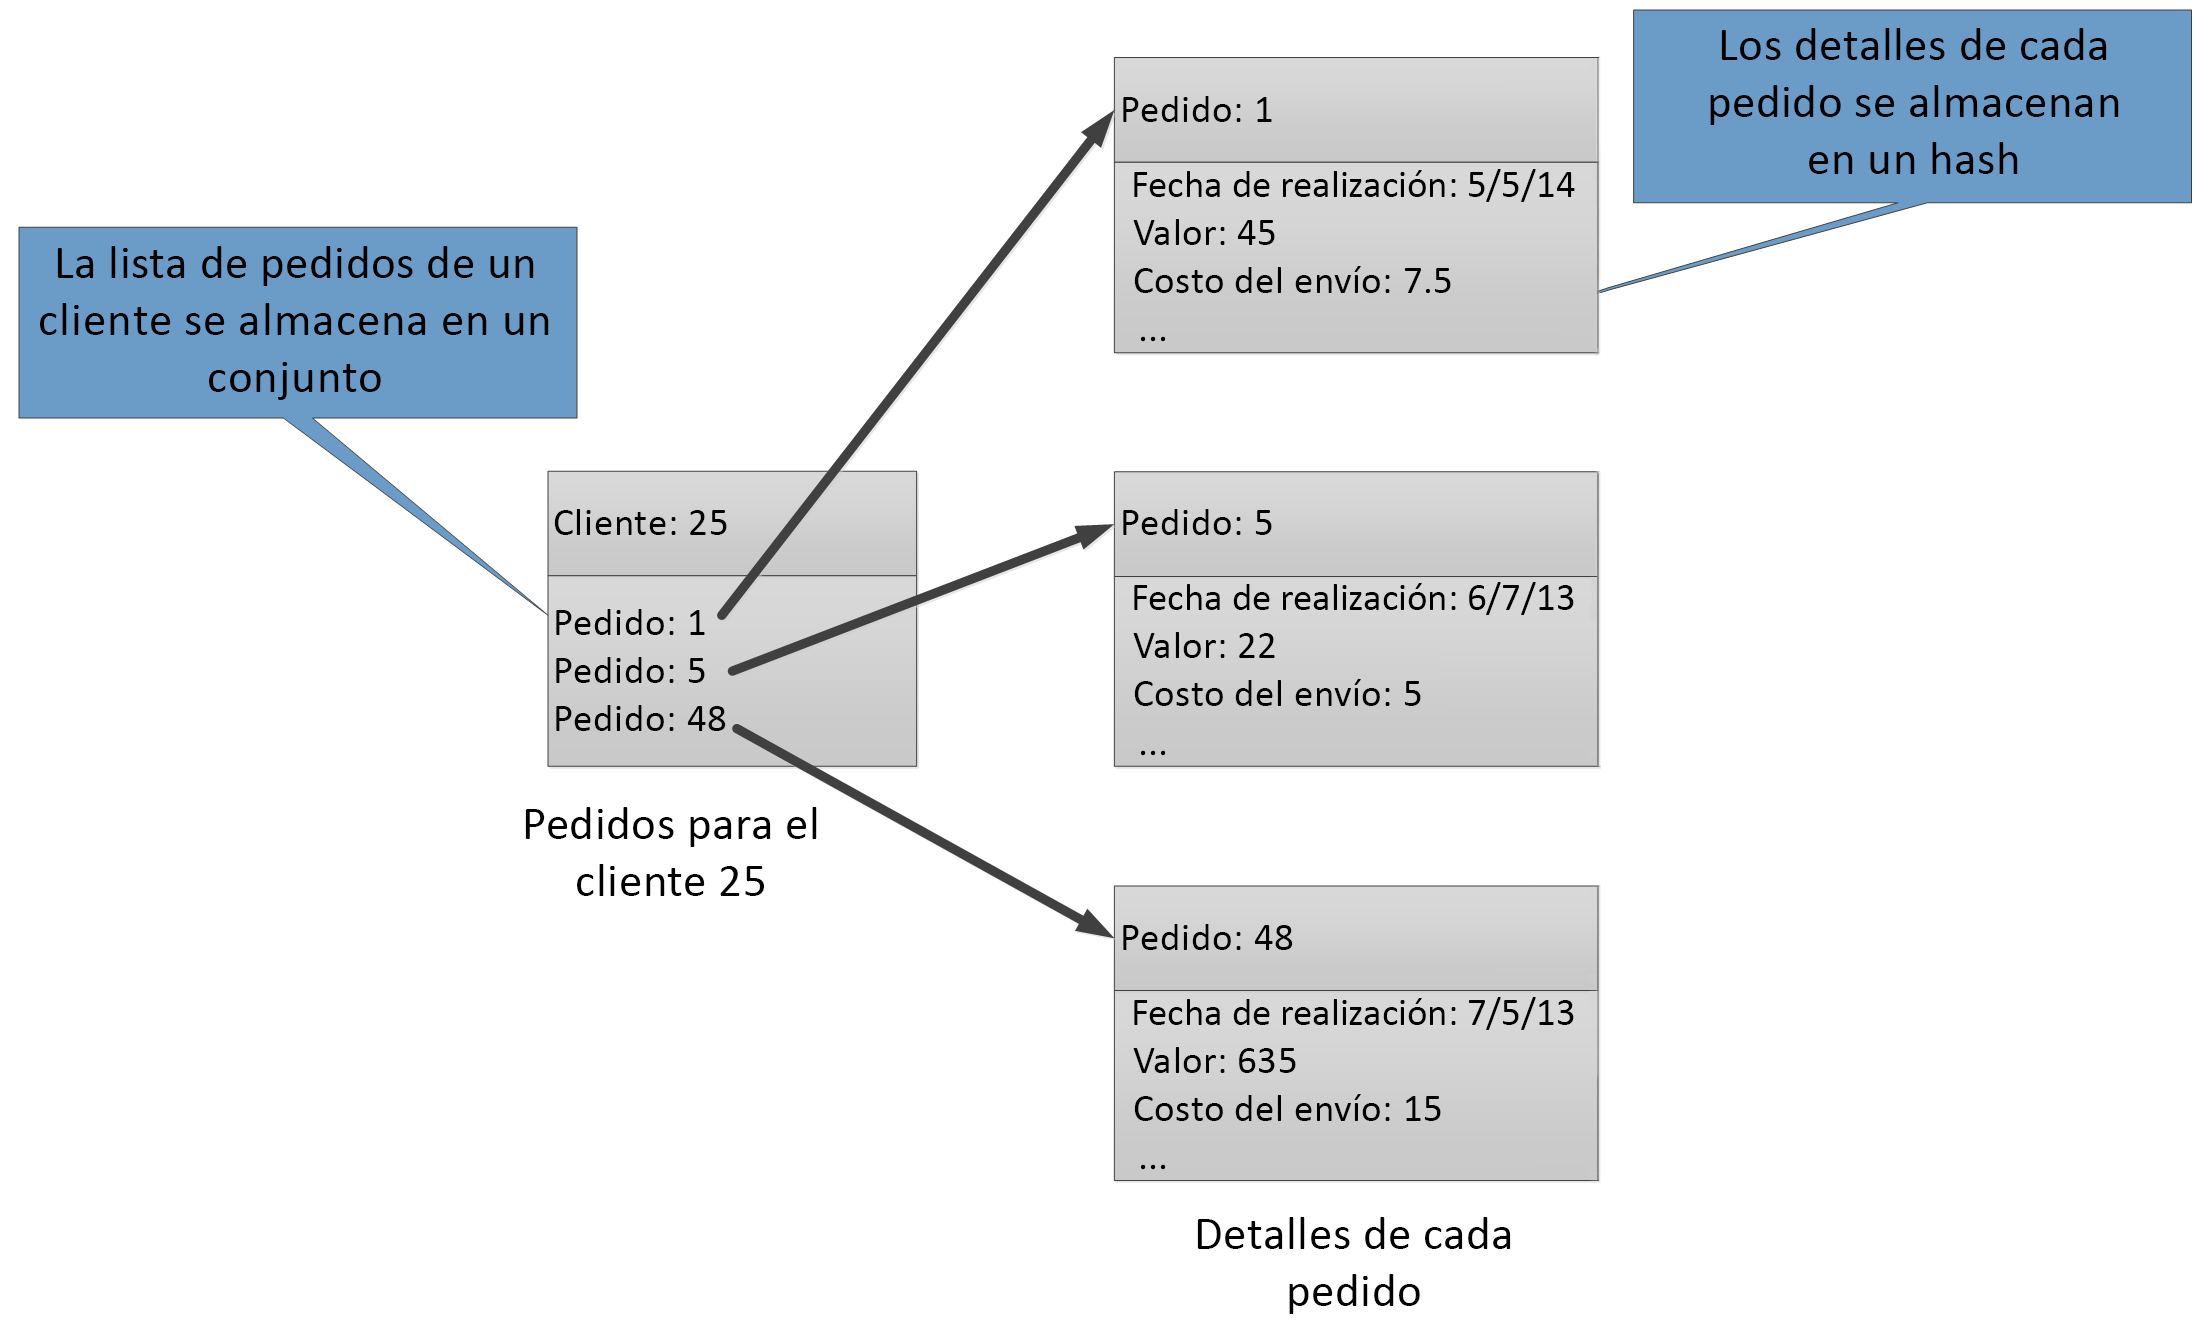 La lista de pedidos de un
cliente se almacena en un
conjunto
Cliente: 25
Pedido: 1
Pedido: 5
Pedido: 48
Pedidos para el
cliente 25
Pedido: 1
Fecha de realización: 5/5/14
Valor: 45
Costo del envío: 7.5
...
Los detalles de cada
pedido se almacenan
en un hash
Pedido: 5
Fecha de realización: 6/7/13
Valor: 22
Costo del envío: 5
...
Pedido: 48
Fecha de realización: 7/5/13
Valor: 635
Costo del envío: 15
...
Detalles de cada
pedido